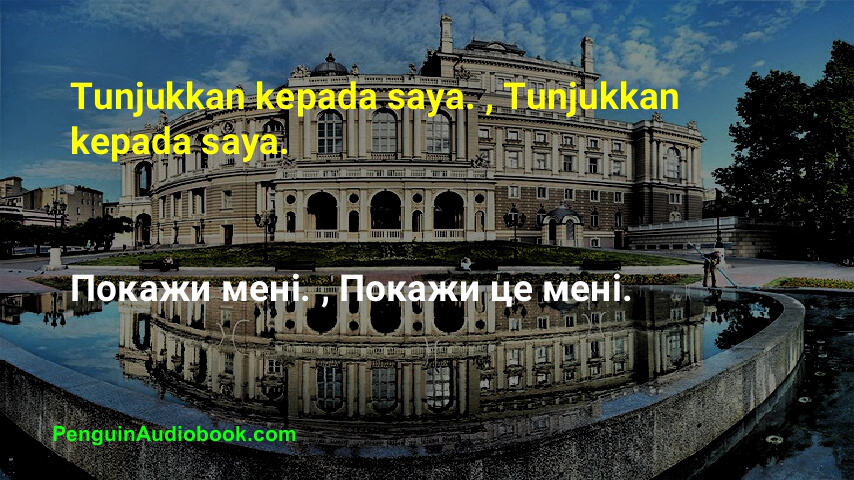 Tunjukkan kepada saya. , Tunjukkan
kepada saya.
Покажи мені. , Покажи це мені.
PenguinAudiobook.com